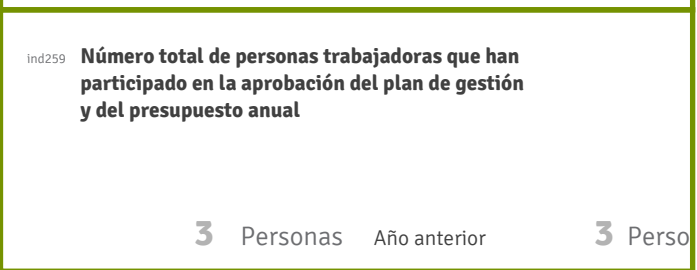 ind259 Número total de personas trabajadoras que han
participado en la aprobación del plan de gestión
y del presupuesto anual
3 Personas Año anterior 3 Perso